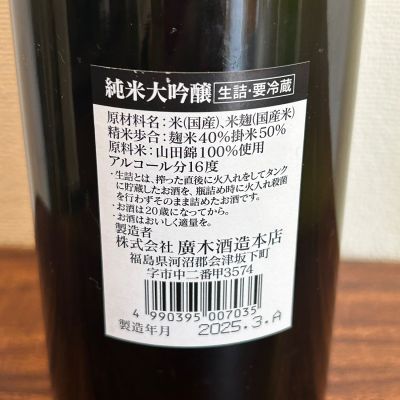 純米大吟醸 生詰・要冷蔵
原材料名:米(国産)、米麹(国産米)
精米歩合:麹米40%掛米50%
原料米:山田錦100%使用
アルコール分16度
・生詰とは、搾った直後に火入れをしてタンク
に貯蔵したお酒を、瓶詰め時に火入れ殺菌
を行わずそのまま詰めたお酒です。
・お酒は20歳になってから。
・お酒はおいしく適量を。
製造者
株式会社 廣木酒造本店
福島県河沼郡会津坂下町
字市中二番甲3574
4 990395 007035
製造年月 2025.3.A